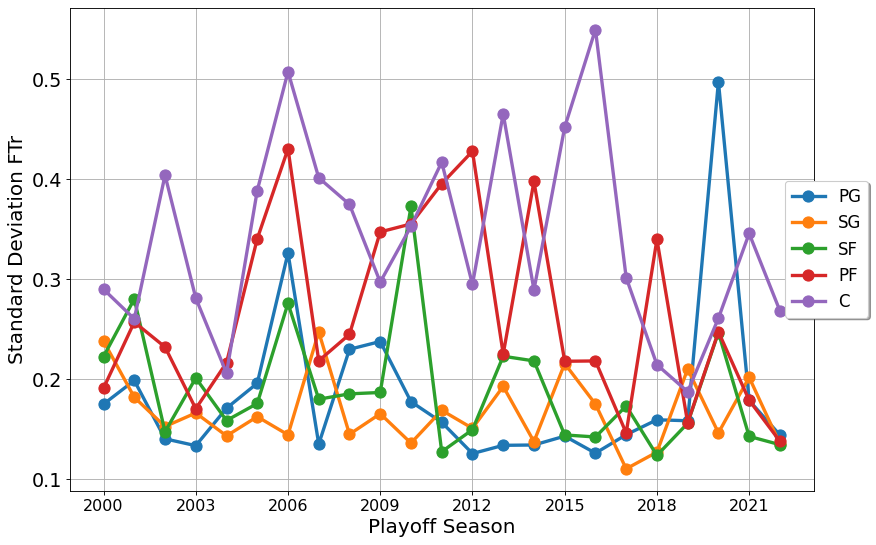 Standard Deviation FTr
0.5
0.4
0.3
0.2
0.1
2000 2003 2006 2009 2012 2015 2018 2021
Playoff Season
PG
SG
SF
PF
C